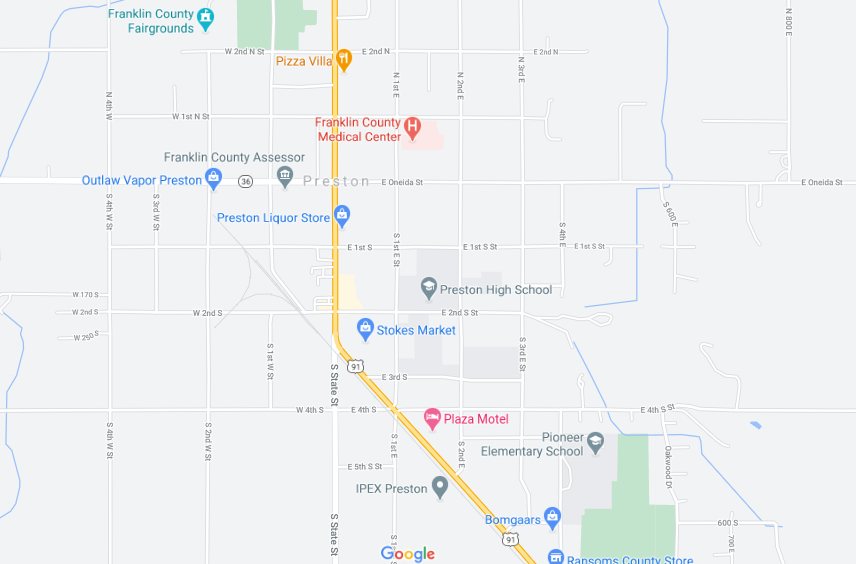 Franklin County
Fairgrounds
N 800 E
W 2nd N St
E 2nd N
E 2nd N
Pizza Villa
N 4th W
N 1st E
N 2nd E
N 3rd E
W 1st N St
Franklin County
Medical Center
Franklin County Assessor
Outlaw Vapor Preston
36
Preston
E Oneida St
E Oneida St
S 4th W St
S 3rd W St
Preston Liquor Store
S 600 E
S 4th E
S 1st E St
E 1st S
E 1st S St
E 1st S St
Preston High School
W 170 S
W 2nd S
W 2nd S
E 2nd S St
Stokes Market
W 250 S
S 1st W St
S State St
91
S 3rd E St
E 3rd S
W 4th S
E 4th S
E 4th S St
Plaza Motel
S 4th W St
S 2nd W St
S 1st E
S 2nd E
Pioneer
Elementary School
Oakwood Dr
E 5th S St
IPEX Preston
S State St
Bomgaars
600 S
91
700 E
Google
Ransoms County Store